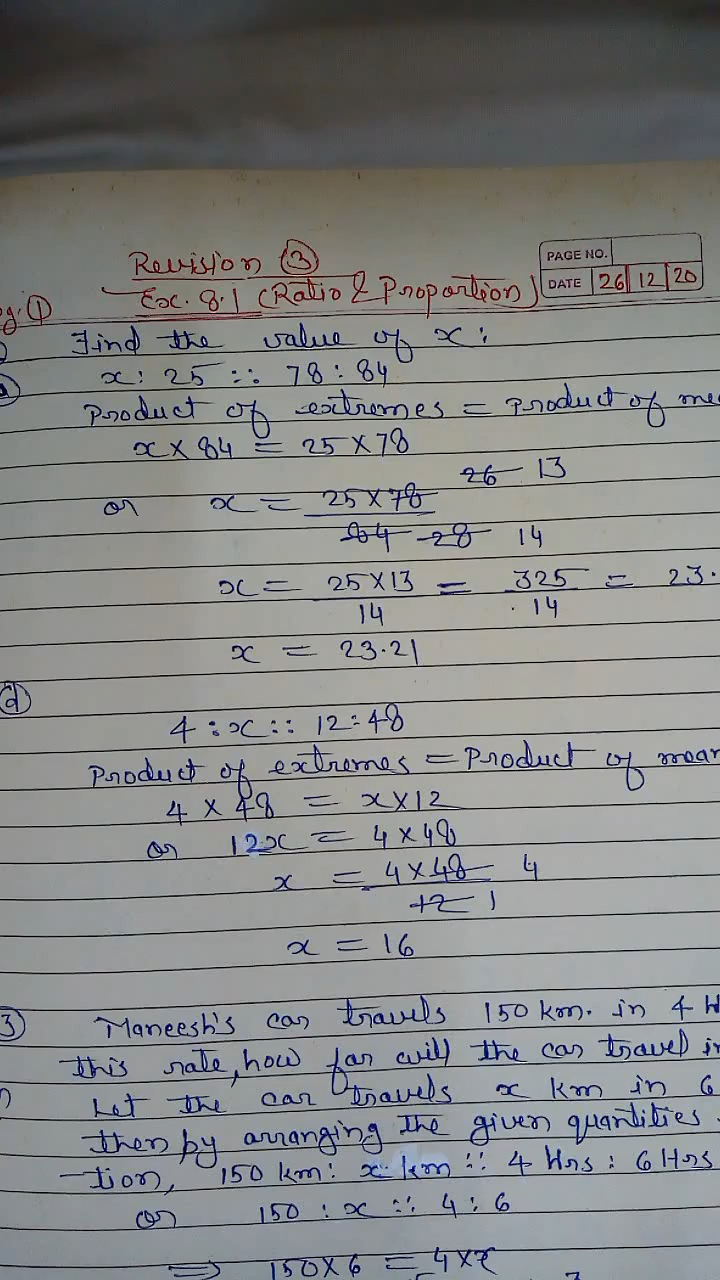 Revision ③
PAGE NO.
DATE 26 12 20
Ex. 8.1 (Ratio & Proportion)
Find the value of x:
x : 25 :: 78 : 84
Product of extremes = Product of
x × 84 = 25 × 78
26 13
or x = 25 × 78
84 28 14
x = 25 × 13 = 325 = 23.
14 14
x = 23.21
d
4 : x :: 12 : 48
Product of extremes = Product of
4 × 48 = x × 12
or 12x = 4 × 48
x = 4 × 48 4
12 1
x = 16
3 Maneesh's car travels 150 km. in 4
this rate, how far will the car travel in
Let the car travels x km in 6
then by arranging the given quantities
tion, 150 km : x km :: 4 Hrs : 6 Hrs
or 150 : x :: 4 : 6
⇒ 150 × 6 = 4 × x